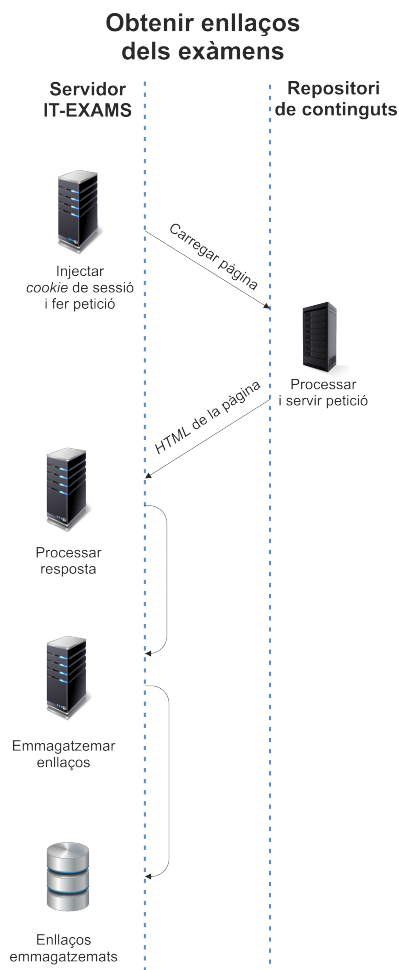 Obtenir enllaços
dels exàmens
Servidor
IT-EXAMS
Repositori
de continguts
Carregar pàgina
Injectar
cookie de sessió
i fer petició
Processar
i servir petició
HTML de la pàgina
Processar
resposta
Emmagatzemar
enllaços
Enllaços
emmagatzemats